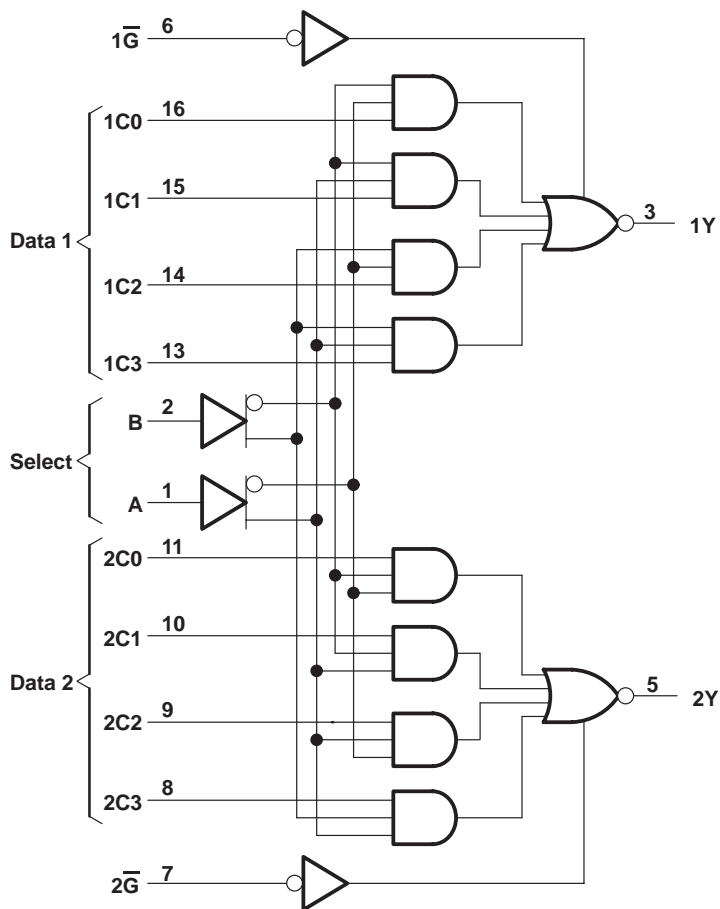 1G̅ 6
1C0 16
1C1 15
Data 1
3 1Y
1C2 14
1C3 13
B 2
Select
A 1
2C0 11
2C1 10
Data 2
5 2Y
2C2 9
2C3 8
2G̅ 7